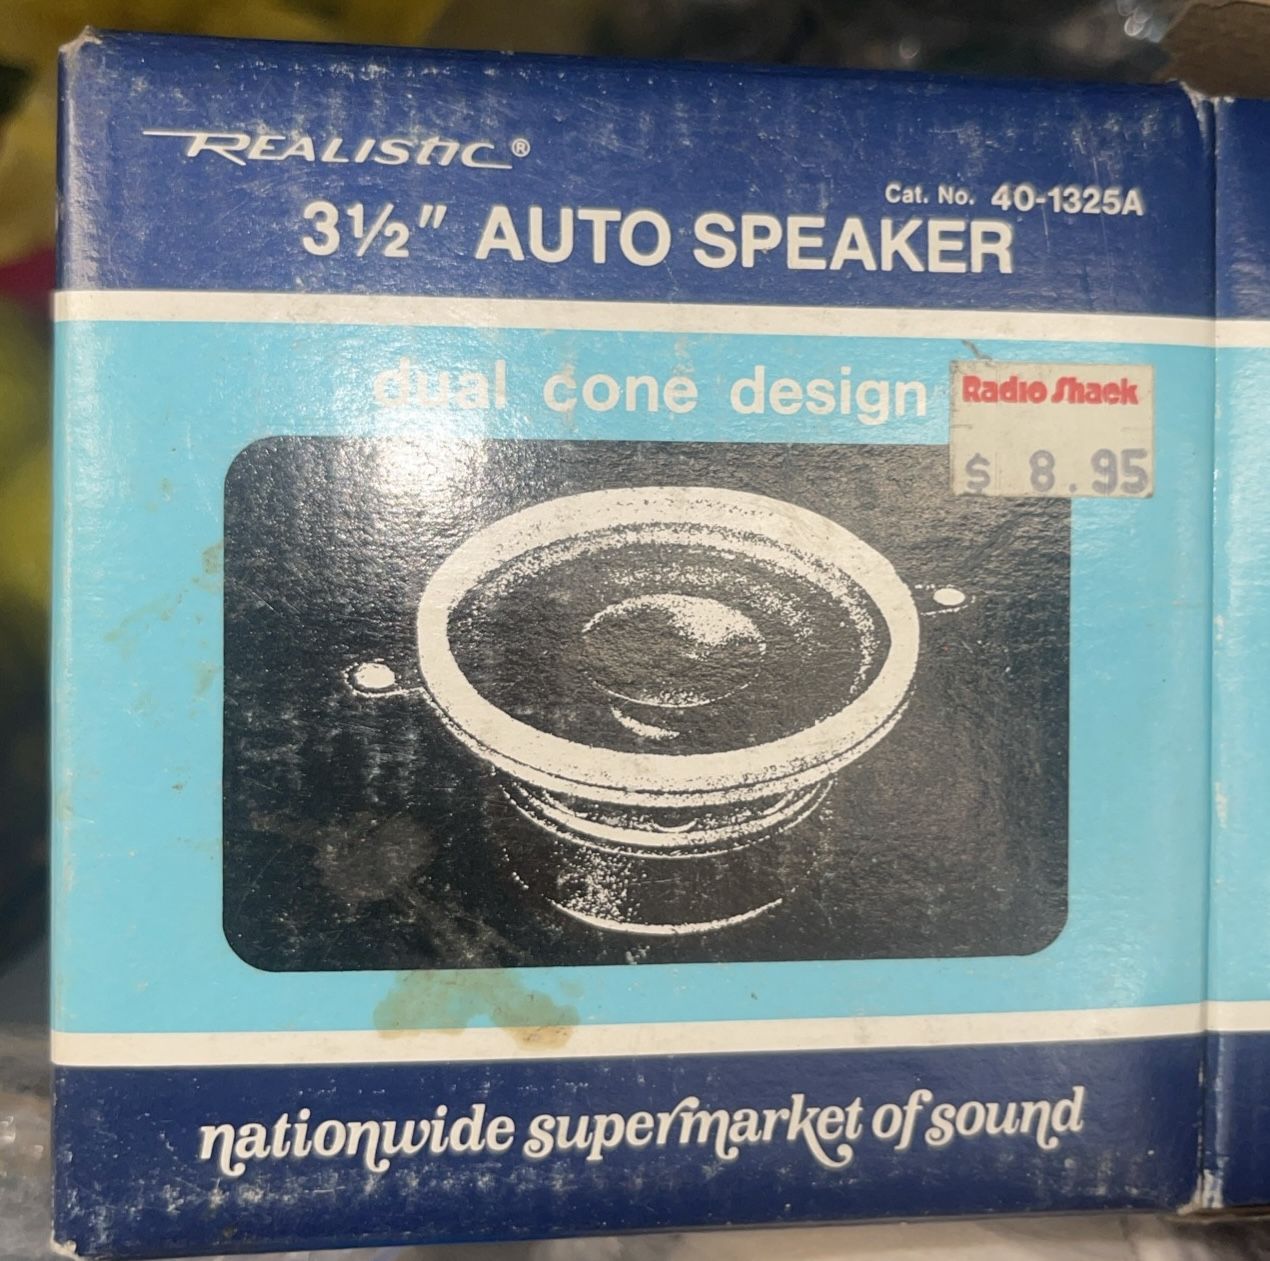 REALISTIC®
Cat. No. 40-1325A
3½" AUTO SPEAKER
dual cone design
Radio Shack
$ 8.95
nationwide supermarket of sound